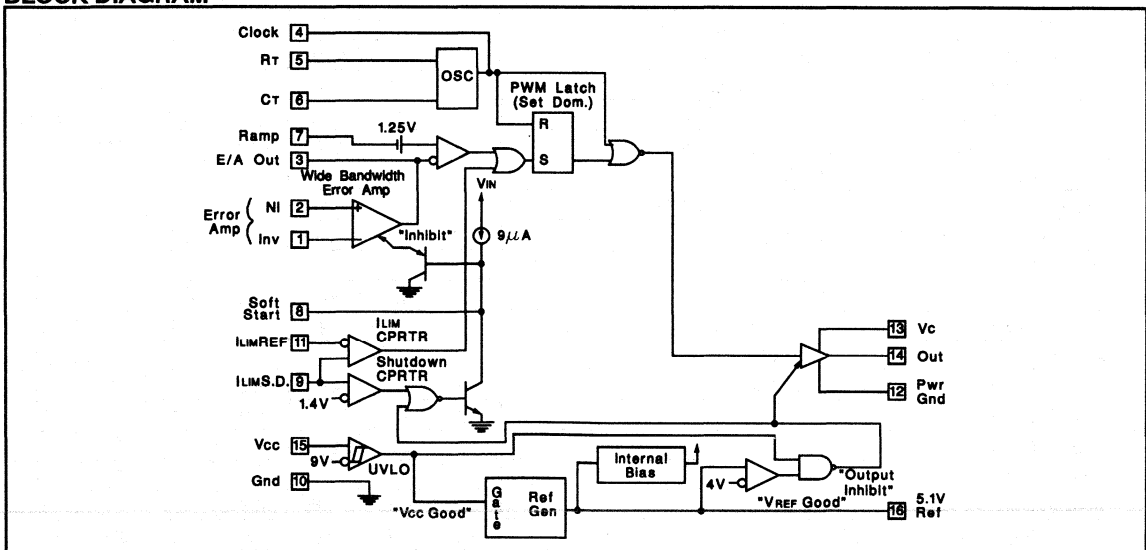 BLOCK DIAGRAM
Clock 4
RT 5
OSC
CT 6
PWM Latch
(Set Dom.)
R
S
Ramp 7
1.25V
E/A Out 3
Wide Bandwidth
Error Amp
VIN
9μA
Error
Amp
NI 2
+
Inv 1
−
"Inhibit"
Soft
Start 8
ILIMREF 11
ILIM
CPRTR
ILIMS.D. 9
Shutdown
CPRTR
1.4V
13 Vc
14 Out
12 Pwr
Gnd
Vcc 15
9V
UVLO
Gnd 10
"Vcc Good"
Gate
Ref
Gen
Internal
Bias
4V
"VREF Good"
"Output
Inhibit"
16 5.1V
Ref